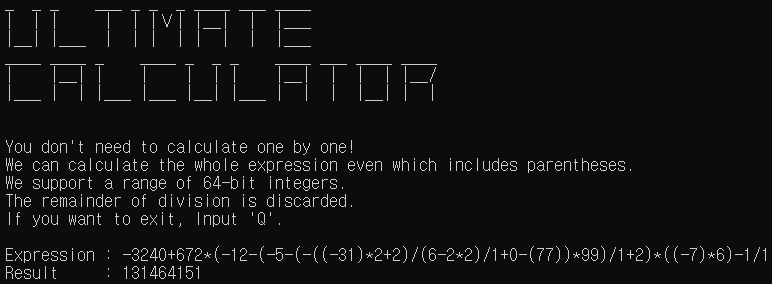 ULTIMATE
CALCULATOR
You don't need to calculate one by one!
We can calculate the whole expression even which includes parentheses.
We support a range of 64-bit integers.
The remainder of division is discarded.
If you want to exit, Input 'Q'.
Expression : -3240+672*(-12-(-5-(-((-31)*2+2)/(6-2*2)/1+0-(77))*99)/1+2)*((-7)*6)-1/1
Result : 131464151